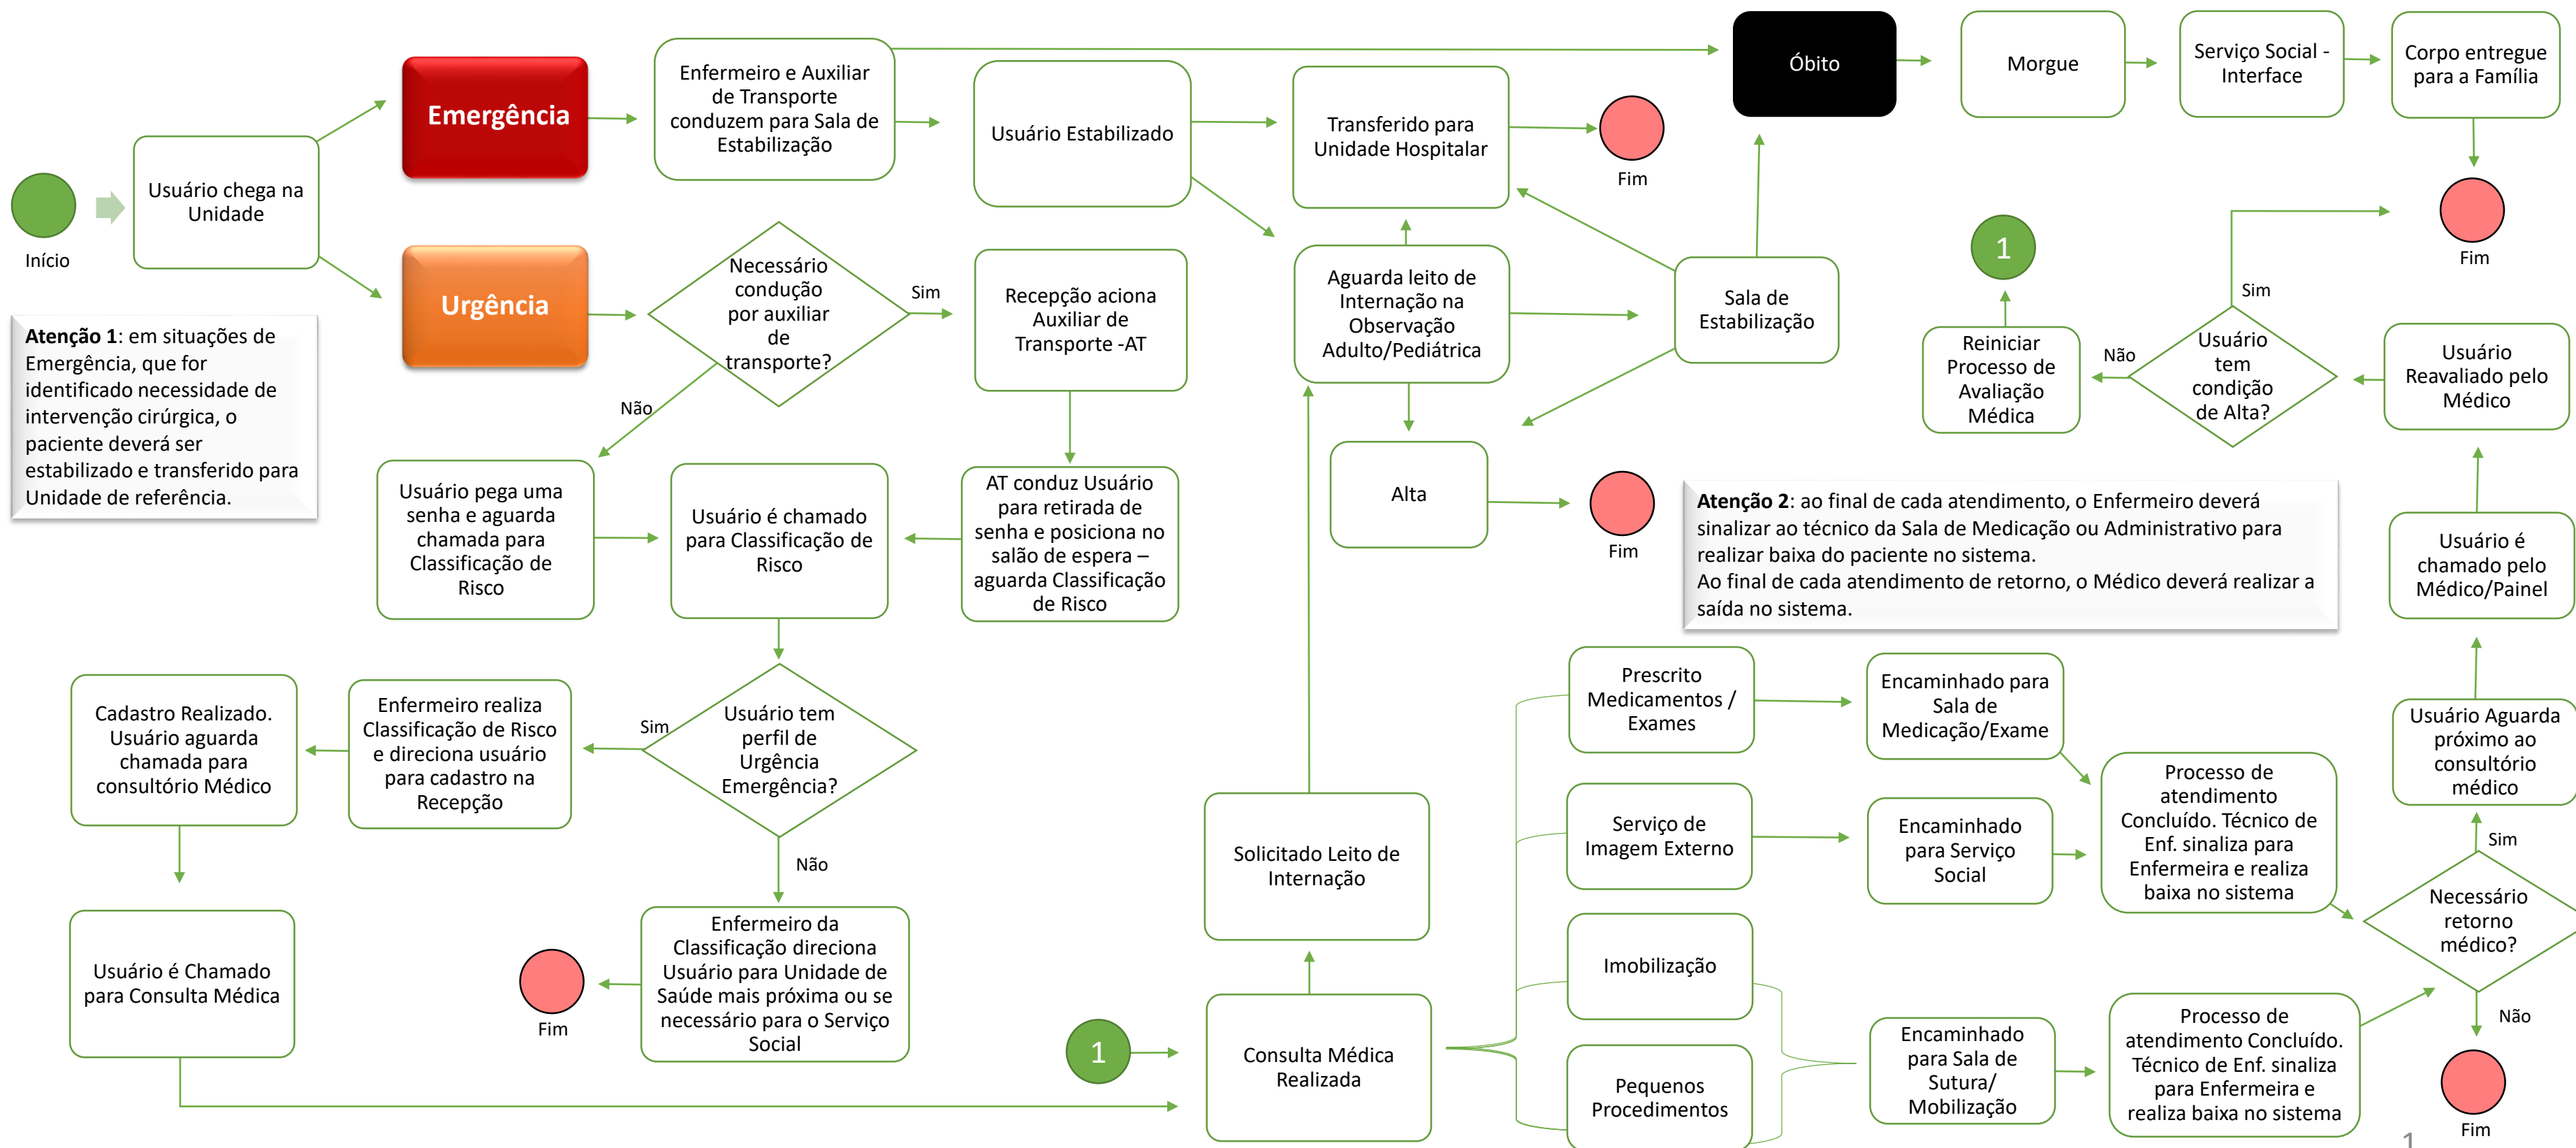 Início
Usuário chega na
Unidade
Emergência
Urgência
Enfermeiro e Auxiliar
de Transporte
conduzem para Sala de
Estabilização
Usuário Estabilizado
Transferido para
Unidade Hospitalar
Fim
Óbito
Morgue
Serviço Social -
Interface
Corpo entregue
para a Família
Fim
Atenção 1: em situações de
Emergência, que for
identificado necessidade de
intervenção cirúrgica, o
paciente deverá ser
estabilizado e transferido para
Unidade de referência.
Necessário
condução
por auxiliar
de
transporte?
Sim
Não
Recepção aciona
Auxiliar de
Transporte -AT
Aguarda leito de
Internação na
Observação
Adulto/Pediátrica
Sala de
Estabilização
1
Reiniciar
Processo de
Avaliação
Médica
Não
Sim
Usuário
tem
condição
de Alta?
Usuário
Reavaliado pelo
Médico
Usuário pega uma
senha e aguarda
chamada para
Classificação de
Risco
Usuário é chamado
para Classificação de
Risco
AT conduz Usuário
para retirada de
senha e posiciona no
salão de espera –
aguarda Classificação
de Risco
Alta
Fim
Atenção 2: ao final de cada atendimento, o Enfermeiro deverá
sinalizar ao técnico da Sala de Medicação ou Administrativo para
realizar baixa do paciente no sistema.
Ao final de cada atendimento de retorno, o Médico deverá realizar a
saída no sistema.
Usuário é
chamado pelo
Médico/Painel
Cadastro Realizado.
Usuário aguarda
chamada para
consultório Médico
Enfermeiro realiza
Classificação de Risco
e direciona usuário
para cadastro na
Recepção
Sim
Usuário tem
perfil de
Urgência
Emergência?
Não
Prescrito
Medicamentos /
Exames
Encaminhado para
Sala de
Medicação/Exame
Usuário Aguarda
próximo ao
consultório
médico
Solicitado Leito de
Internação
Serviço de
Imagem Externo
Encaminhado
para Serviço
Social
Processo de
atendimento
Concluído. Técnico de
Enf. sinaliza para
Enfermeira e realiza
baixa no sistema
Sim
Necessário
retorno
médico?
Não
Usuário é Chamado
para Consulta Médica
Fim
Enfermeiro da
Classificação direciona
Usuário para Unidade de
Saúde mais próxima ou se
necessário para o Serviço
Social
1
Consulta Médica
Realizada
Imobilização
Pequenos
Procedimentos
Encaminhado
para Sala de
Sutura/
Mobilização
Processo de
atendimento Concluído.
Técnico de Enf. sinaliza
para Enfermeira e
realiza baixa no sistema
Fim
1